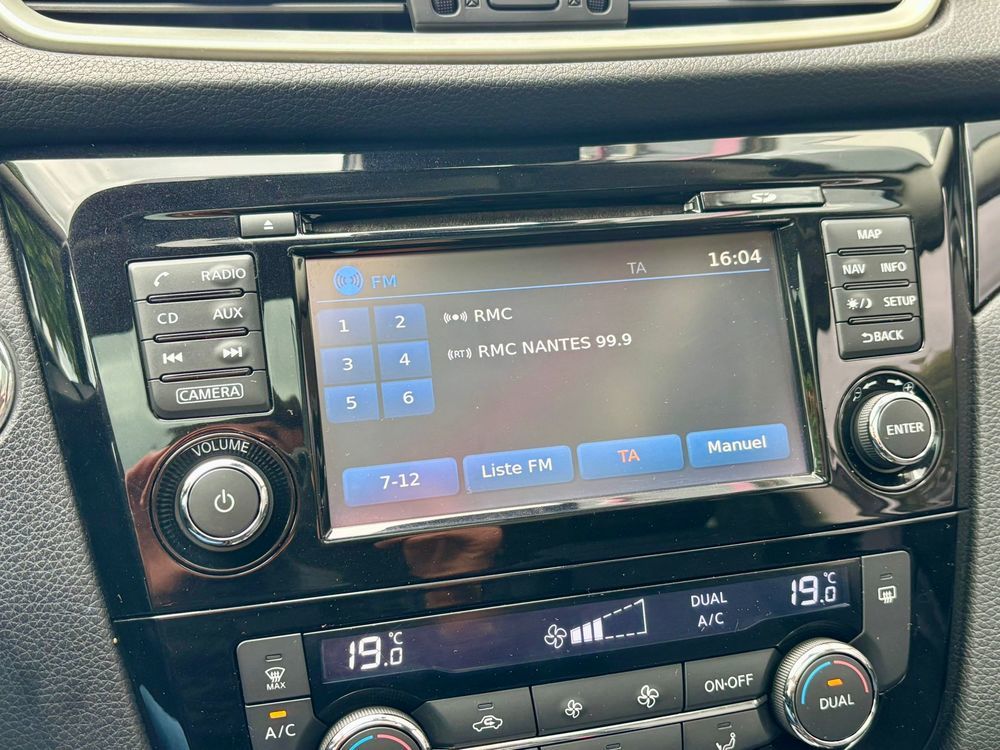 SD
RADIO
CD AUX
CAMERA
VOLUME
FM TA 16:04
1 2
3 4
5 6
RMC
(RT) RMC NANTES 99.9
7-12 Liste FM TA Manuel
MAP
NAV INFO
SETUP
BACK
ENTER
19.0 °C
DUAL
A/C
19.0 °C
MAX
A/C
ON·OFF
DUAL